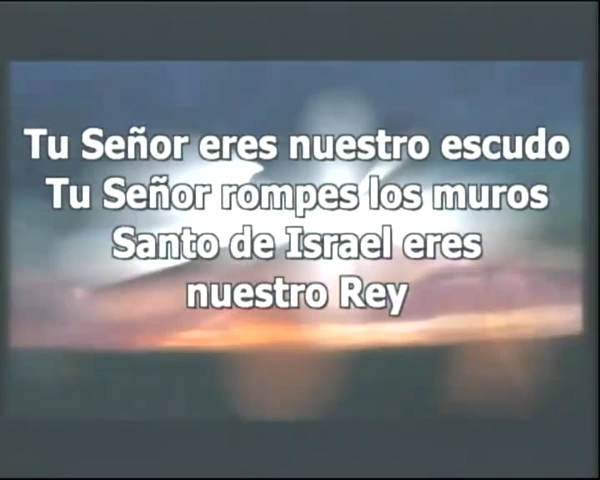 Tu Señor eres nuestro escudo
Tu Señor rompes los muros
Santo de Israel eres
nuestro Rey